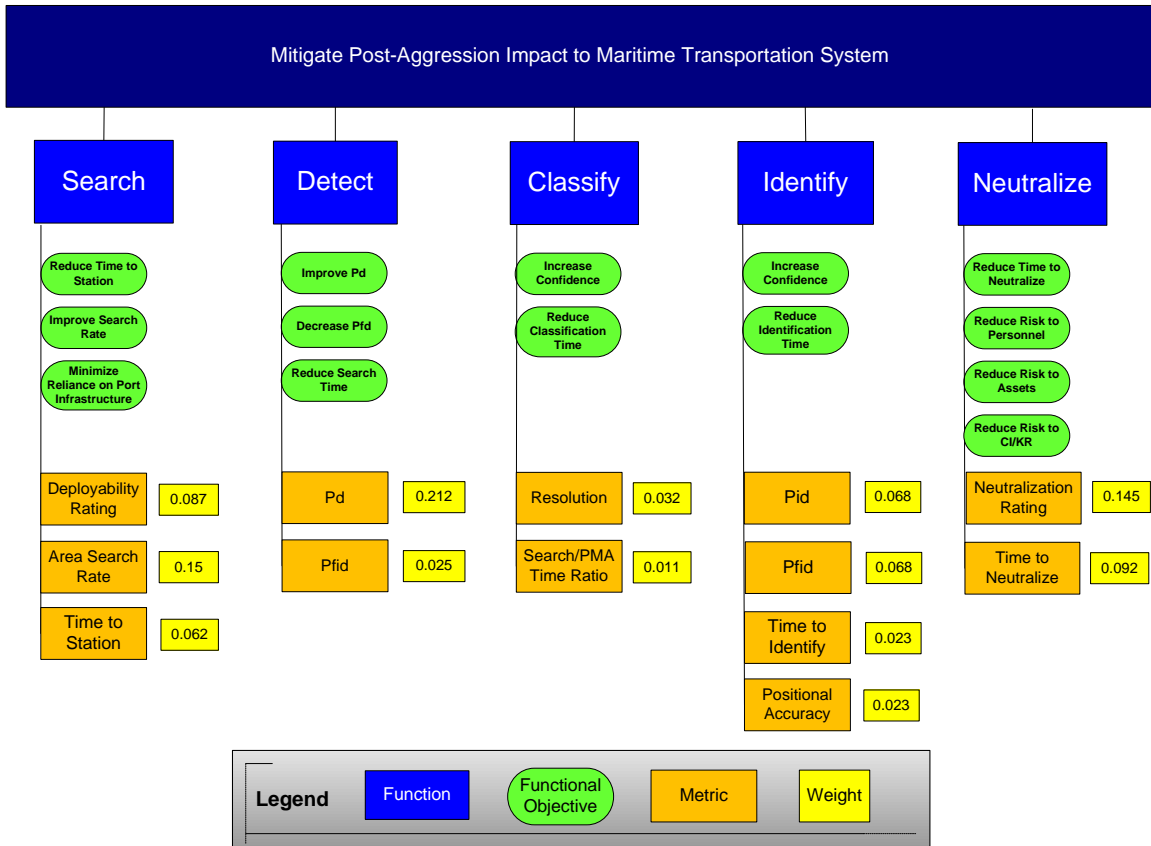 Mitigate Post-Aggression Impact to Maritime Transportation System
Search
Detect
Classify
Identify
Neutralize
Reduce Time to
Station
Improve Search
Rate
Minimize
Reliance on Port
Infrastructure
Improve Pd
Decrease Pfd
Reduce Search
Time
Increase
Confidence
Reduce
Classification
Time
Increase
Confidence
Reduce
Identification
Time
Reduce Time to
Neutralize
Reduce Risk to
Personnel
Reduce Risk to
Assets
Reduce Risk to
CI/KR
Deployability
Rating
0.087
Area Search
Rate
0.15
Time to
Station
0.062
Pd
0.212
Pfid
0.025
Resolution
0.032
Search/PMA
Time Ratio
0.011
Pid
0.068
Pfid
0.068
Time to
Identify
0.023
Positional
Accuracy
0.023
Neutralization
Rating
0.145
Time to
Neutralize
0.092
Legend
Function
Functional
Objective
Metric
Weight